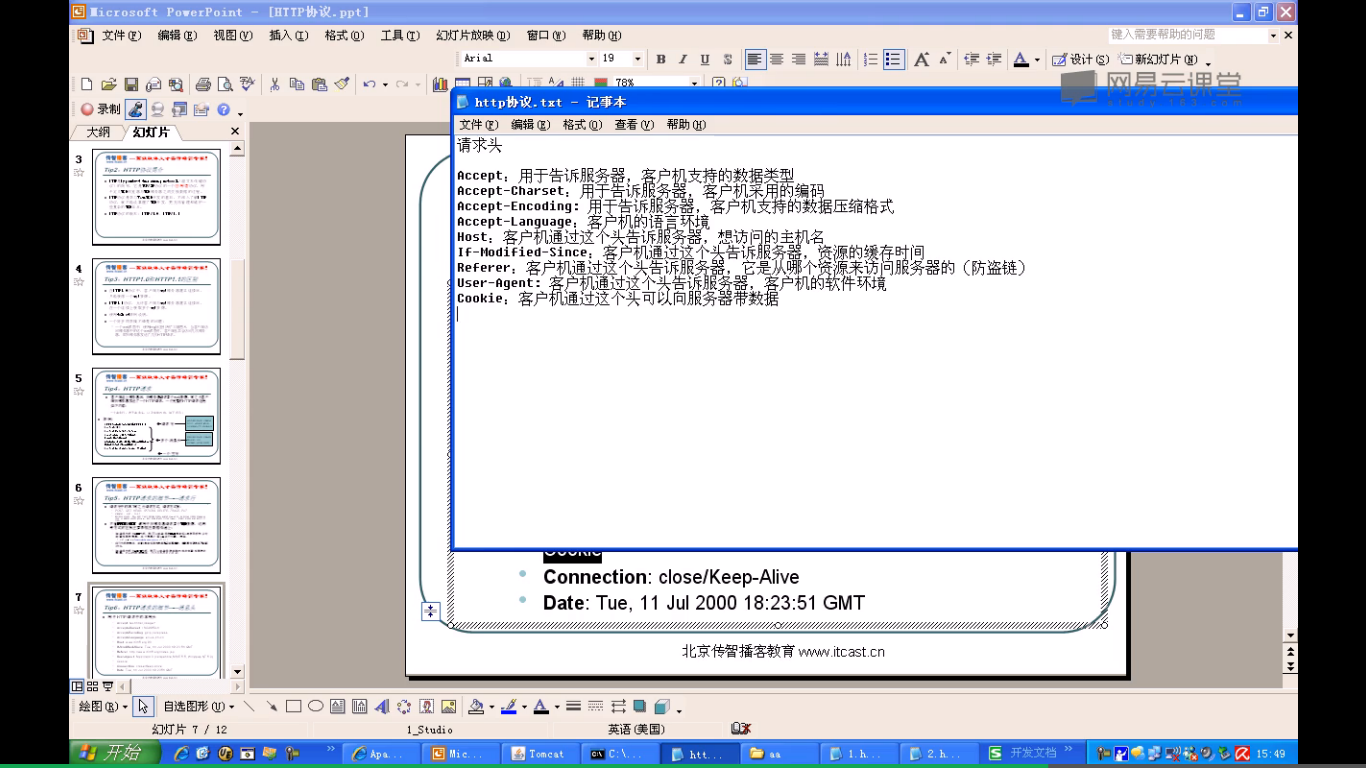 Microsoft PowerPoint - [HTTP协议.ppt]
文件(F) 编辑(E) 视图(V) 插入(I) 格式(O) 工具(T) 幻灯片放映(D) 窗口(W) 帮助(H) 键入需要帮助的问题
Arial 19 B I U S 设计(S) 新幻灯片(N)
78%
网易云课堂
study.163.com
录制
http协议.txt - 记事本
文件(F) 编辑(E) 格式(O) 查看(V) 帮助(H)
大纲 幻灯片
请求头
Accept: 用于告诉服务器，客户机支持的数据类型
Accept-Charset: 用于告诉服务器，客户机采用的编码
Accept-Encoding: 用于告诉服务器，客户机支持的数据压缩格式
Accept-Language: 客户机的语言环境
Host: 客户机通过这个头告诉服务器，想访问的主机名
If-Modified-Since: 客户机通过这个头告诉服务器，资源的缓存时间
Referer: 客户机通过这个头告诉服务器，它是从哪个资源来访问服务器的（防盗链）
User-Agent: 客户机通过这个头告诉服务器，客户机的软件环境
Cookie: 客户机通过这个头可以向服务器带数据
3
4
5
6
7
Cookie
Connection: close/Keep-Alive
Date: Tue, 11 Jul 2000 18:23:51 GMT
北京传智播客教育 www.itcast.cn
绘图(R) 自选图形(U)
幻灯片 7 / 12 1_Studio 英语(美国)
开始 Apa... Mic... Tomcat C:\... htt... aa 1.h... 2.h... 开发文档 15:49